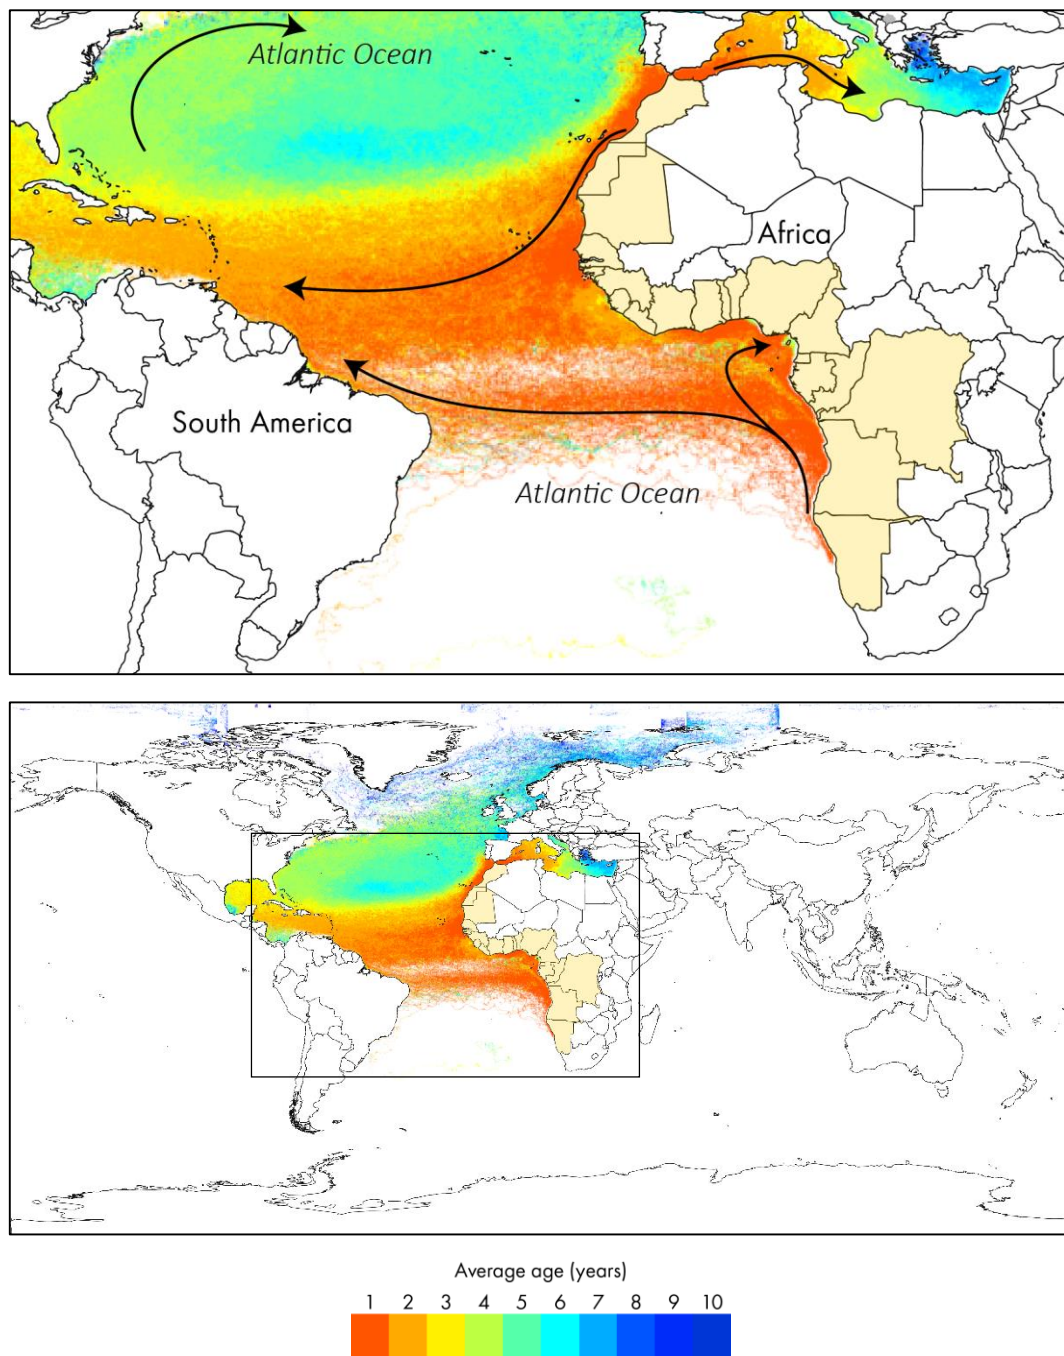 Atlantic Ocean
Africa
South America
Atlantic Ocean
Average age (years)
1 2 3 4 5 6 7 8 9 10